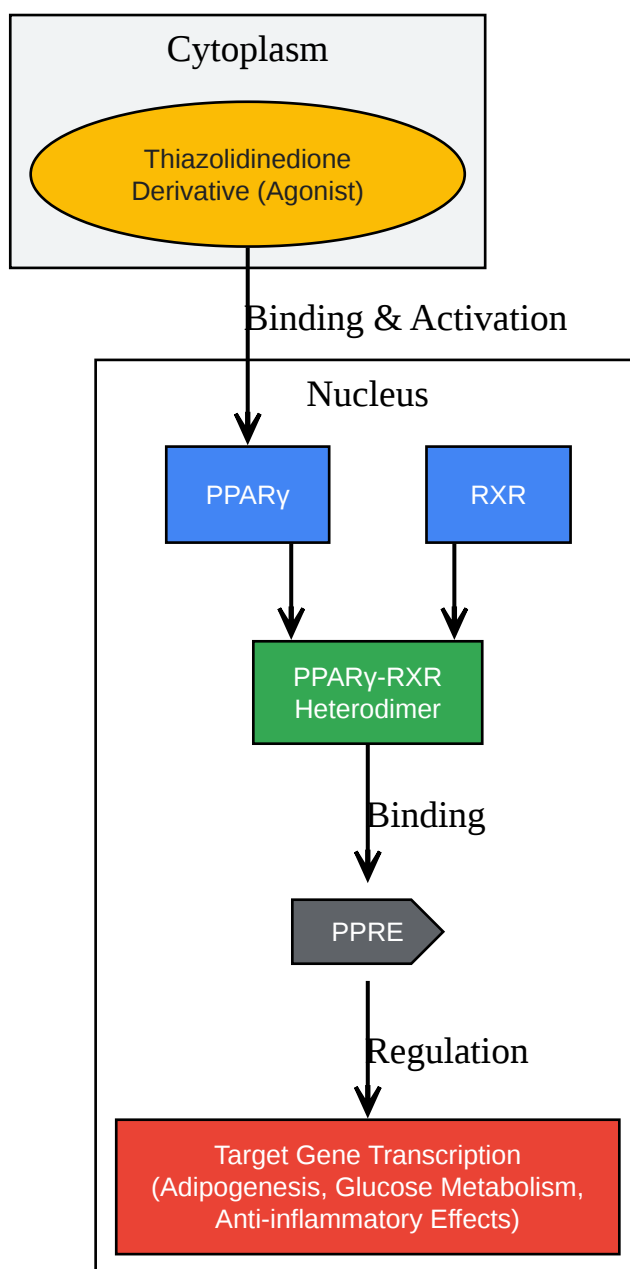 Cytoplasm
Thiazolidinedione
Derivative (Agonist)
Binding & Activation
Nucleus
PPARγ
RXR
PPARγ-RXR
Heterodimer
Binding
PPRE
Regulation
Target Gene Transcription
(Adipogenesis, Glucose Metabolism,
Anti-inflammatory Effects)